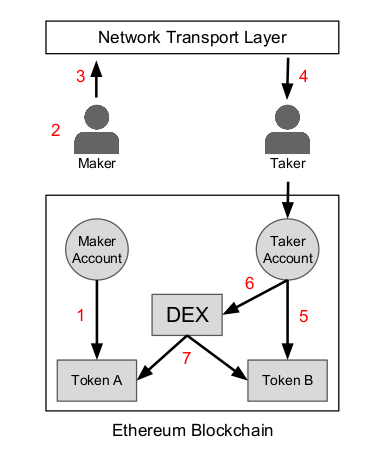 Network Transport Layer
3
4
2
Maker
Taker
Maker
Account
Taker
Account
6
1
DEX
5
7
Token A
Token B
Ethereum Blockchain